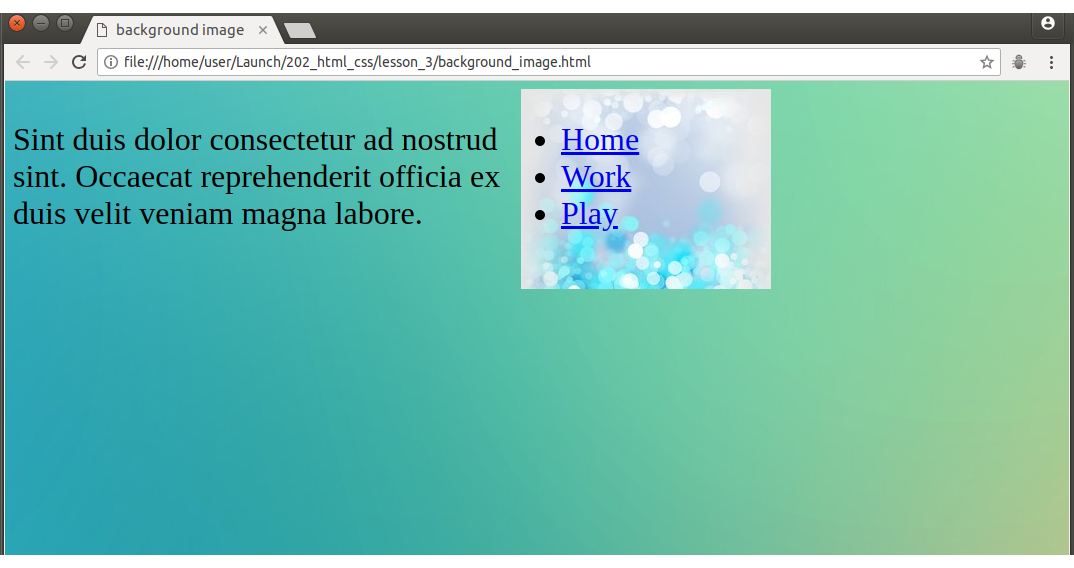 background image
file:///home/user/Launch/202_html_css/lesson_3/background_image.html
Sint duis dolor consectetur ad nostrud
sint. Occaecat reprehenderit officia ex
duis velit veniam magna labore.
Home
Work
Play